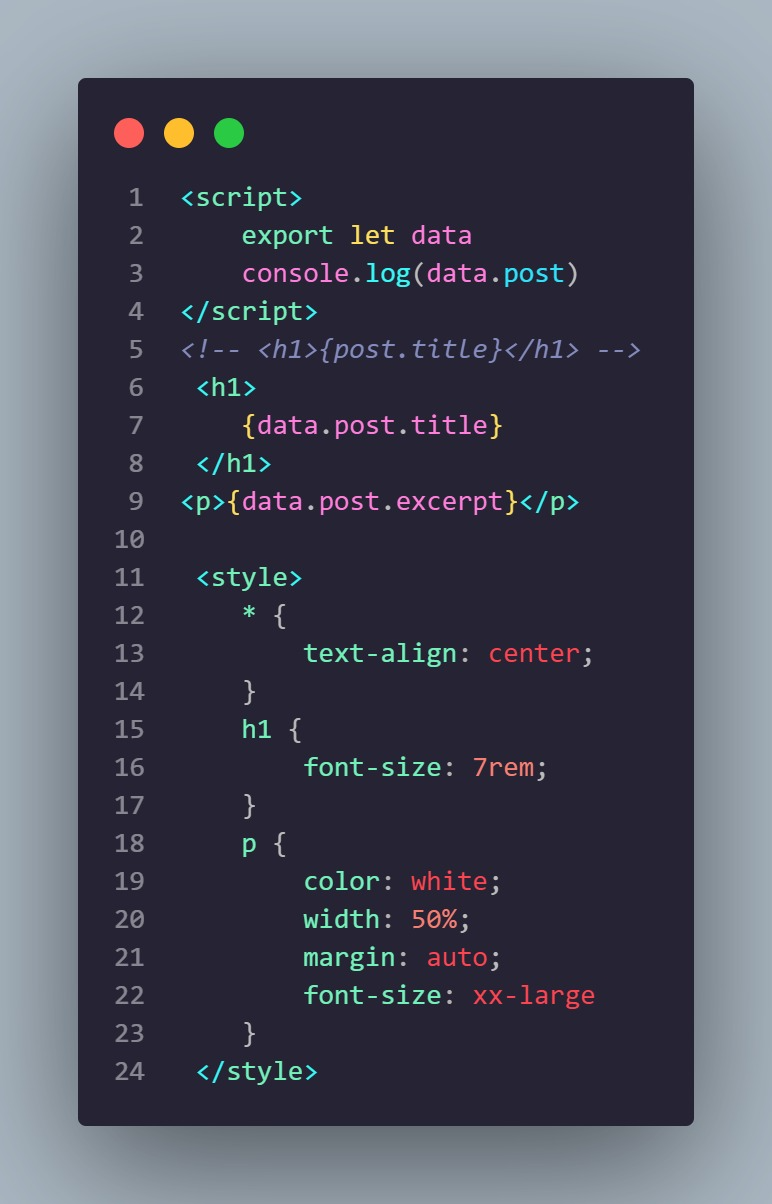 1 <script>
2     export let data
3     console.log(data.post)
4 </script>
5 <!-- <h1>{post.title}</h1> -->
6  <h1>
7     {data.post.title}
8  </h1>
9 <p>{data.post.excerpt}</p>
10
11  <style>
12     * {
13         text-align: center;
14     }
15     h1 {
16         font-size: 7rem;
17     }
18     p {
19         color: white;
20         width: 50%;
21         margin: auto;
22         font-size: xx-large
23     }
24  </style>